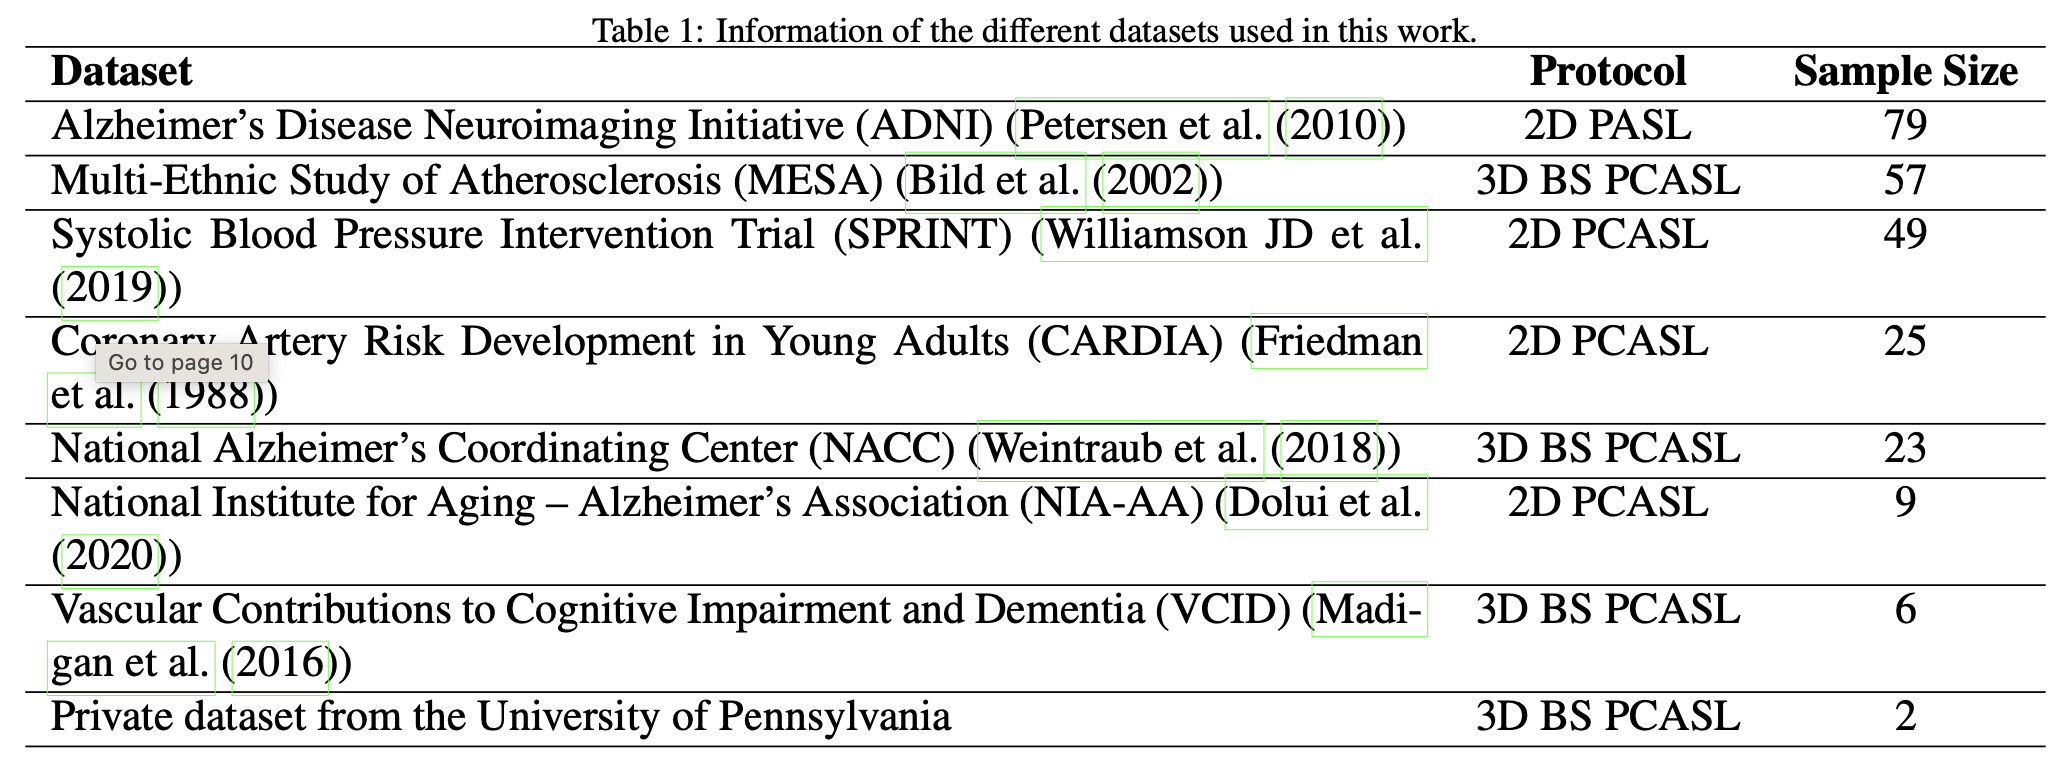 Table 1: Information of the different datasets used in this work.
Dataset Protocol Sample Size
Alzheimer’s Disease Neuroimaging Initiative (ADNI) (Petersen et al. (2010)) 2D PASL 79
Multi-Ethnic Study of Atherosclerosis (MESA) (Bild et al. (2002)) 3D BS PCASL 57
Systolic Blood Pressure Intervention Trial (SPRINT) (Williamson JD et al. 2D PCASL 49
(2019))
Coronary Artery Risk Development in Young Adults (CARDIA) (Friedman 2D PCASL 25
Go to page 10
et al. (1988))
National Alzheimer’s Coordinating Center (NACC) (Weintraub et al. (2018)) 3D BS PCASL 23
National Institute for Aging – Alzheimer’s Association (NIA-AA) (Dolui et al. 2D PCASL 9
(2020))
Vascular Contributions to Cognitive Impairment and Dementia (VCID) (Madi- 3D BS PCASL 6
gan et al. (2016))
Private dataset from the University of Pennsylvania 3D BS PCASL 2